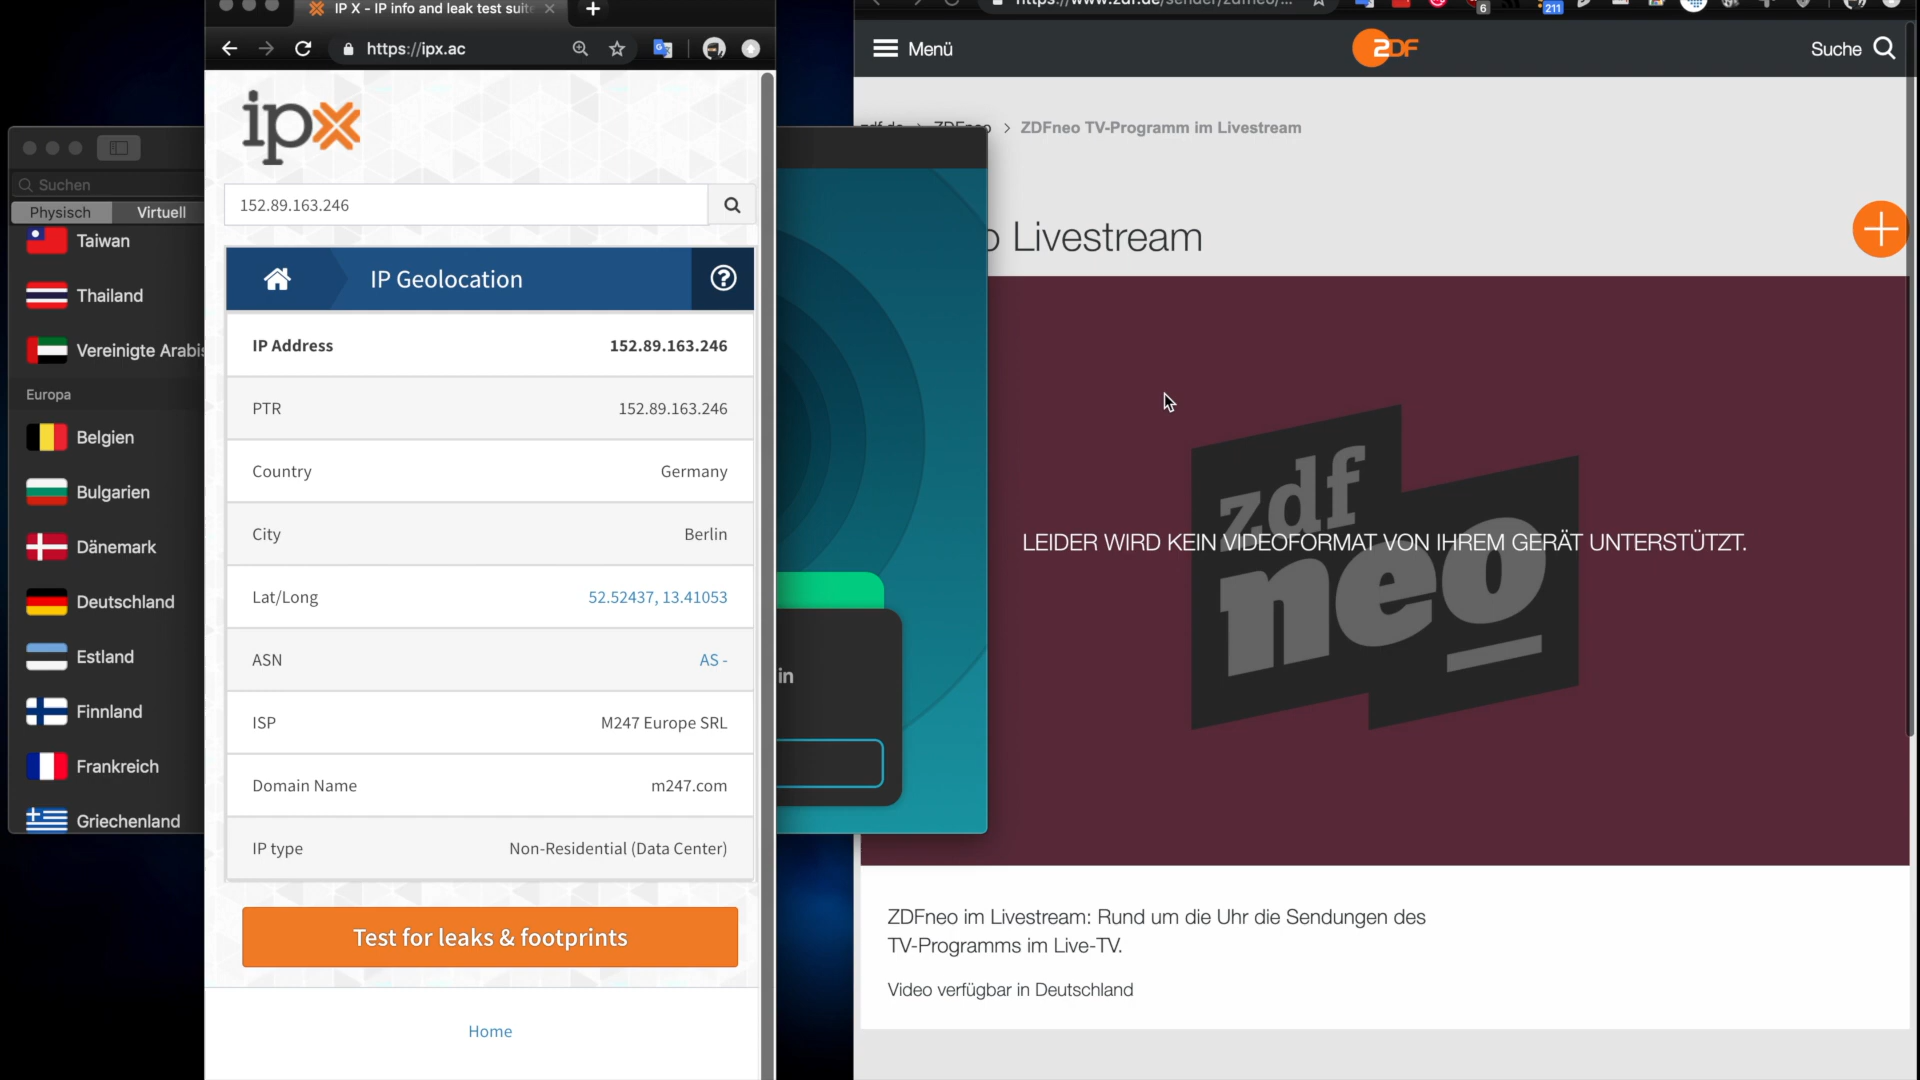 IP X - IP info and leak test suite
https://ipx.ac
6
211
Menü
ZDF
Suche
ipx
ZDFneo > ZDFneo TV-Programm im Livestream
Suchen
Physisch
Virtuell
152.89.163.246
Livestream
Taiwan
Thailand
Vereinigte Arabis
IP Geolocation
IP Address 152.89.163.246
PTR 152.89.163.246
Country Germany
City Berlin
Lat/Long 52.52437, 13.41053
ASN AS -
ISP M247 Europe SRL
Domain Name m247.com
IP type Non-Residential (Data Center)
Europa
Belgien
Bulgarien
Dänemark
Deutschland
Estland
Finnland
Frankreich
Griechenland
in
zdf
LEIDER WIRD KEIN VIDEOFORMAT VON IHREM GERÄT UNTERSTÜTZT.
neo
Test for leaks & footprints
ZDFneo im Livestream: Rund um die Uhr die Sendungen des
TV-Programms im Live-TV.
Video verfügbar in Deutschland
Home